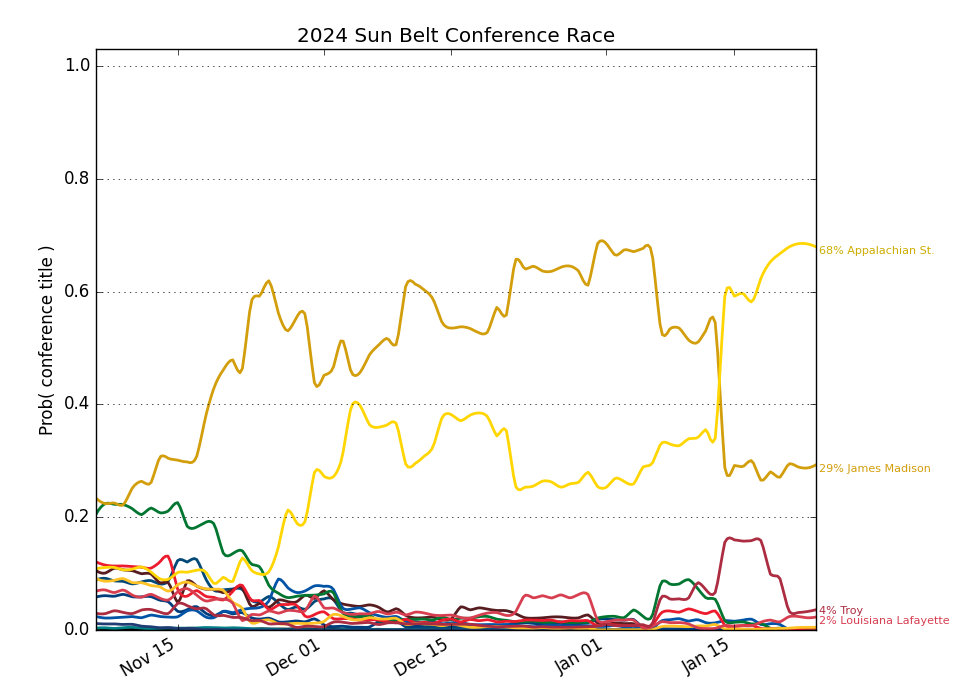 2024 Sun Belt Conference Race
Prob( conference title )
1.0
0.8
0.6
0.4
0.2
0.0
68% Appalachian St.
29% James Madison
4% Troy
2% Louisiana Lafayette
Nov 15
Dec 01
Dec 15
Jan 01
Jan 15